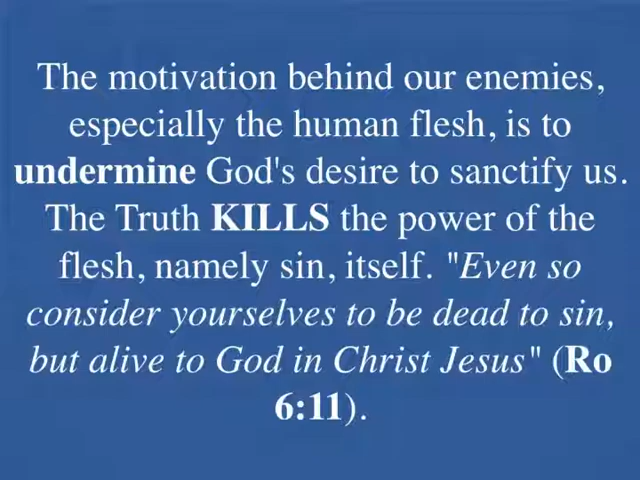 The motivation behind our enemies,
especially the human flesh, is to
undermine God's desire to sanctify us.
The Truth KILLS the power of the
flesh, namely sin, itself. "Even so
consider yourselves to be dead to sin,
but alive to God in Christ Jesus" (Ro
6:11).